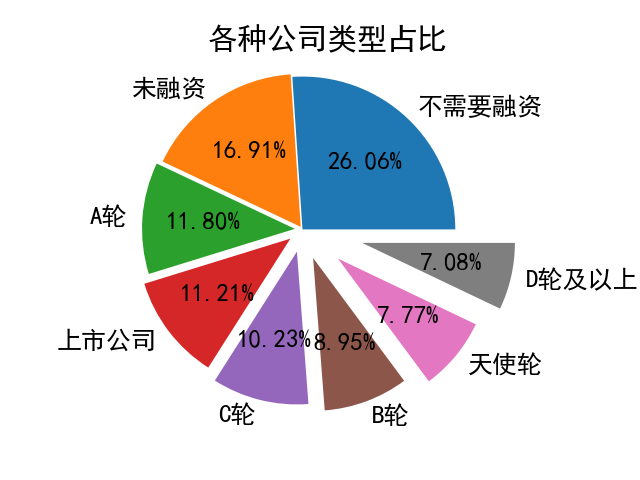 各种公司类型占比
未融资
不需要融资
16.91%
26.06%
A轮
11.80%
7.08%
D轮及以上
11.21%
7.77%
上市公司
10.23%
8.95%
天使轮
C轮
B轮